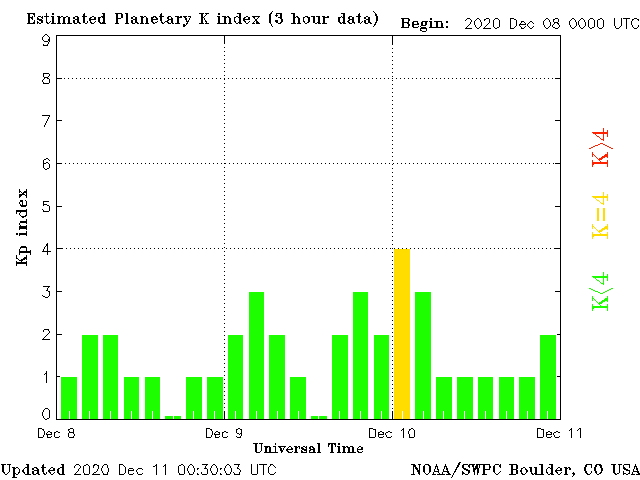 Estimated Planetary K index (3 hour data) Begin: 2020 Dec 08 0000 UTC
9
8
7
6
5
4
3
2
1
0
Kp index
K>4
K=4
K<4
Dec 8 Dec 9 Dec 10 Dec 11
Universal Time
Updated 2020 Dec 11 00:30:03 UTC NOAA/SWPC Boulder, CO USA